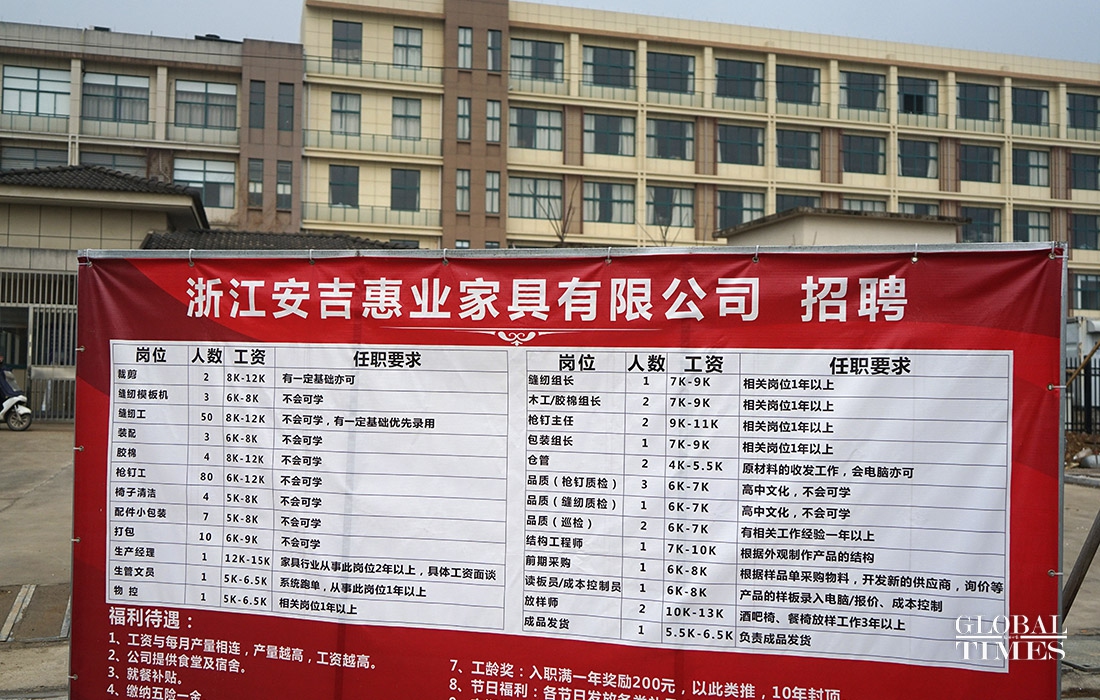 浙江安吉惠业家具有限公司 招聘
岗位 人数 工资 任职要求
裁剪 2 8K-12K 有一定基础亦可
缝纫模板机 3 6K-8K 不会可学
缝纫工 50 8K-12K 不会可学，有一定基础优先录用
装配 3 6K-8K 不会可学
胶棉 4 8K-12K 不会可学
枪钉工 80 6K-12K 不会可学
椅子清洁 4 5K-8K 不会可学
配件小包装 7 5K-8K 不会可学
打包 10 6K-9K 不会可学
生产经理 1 12K-15K 家具行业从事此岗位2年以上，具体工资面谈
生管文员 1 5K-6.5K 系统跑单，从事此岗位1年以上
物 控 1 5K-6.5K 相关岗位1年以上
岗位 人数 工资 任职要求
缝纫组长 1 7K-9K 相关岗位1年以上
木工/胶棉组长 2 7K-9K 相关岗位1年以上
枪钉主任 2 9K-11K 相关岗位1年以上
包装组长 1 7K-9K 相关岗位1年以上
仓管 2 4K-5.5K 原材料的收发工作，会电脑亦可
品质（枪钉质检） 3 6K-7K 高中文化，不会可学
品质（缝纫质检） 1 6K-7K 高中文化，不会可学
品质（巡检） 2 6K-7K 有相关工作经验一年以上
结构工程师 1 7K-10K 根据外观制作产品的结构
前期采购 1 6K-8K 根据样品单采购物料，开发新的供应商，询价等
读板员/成本控制员 1 6K-8K 产品的样板录入电脑/报价、成本控制
放样师 2 10K-13K 酒吧椅、餐椅放样工作3年以上
成品发货 1 5.5K-6.5K 负责成品发货
福利待遇：
1、工资与每月产量相连，产量越高，工资越高。
2、公司提供食堂及宿舍。
3、就餐补贴。
4、缴纳五险一金
7、工龄奖：入职满一年奖励200元，以此类推，10年封顶
8、节日福利：各节日发放各类
GLOBAL
TIMES